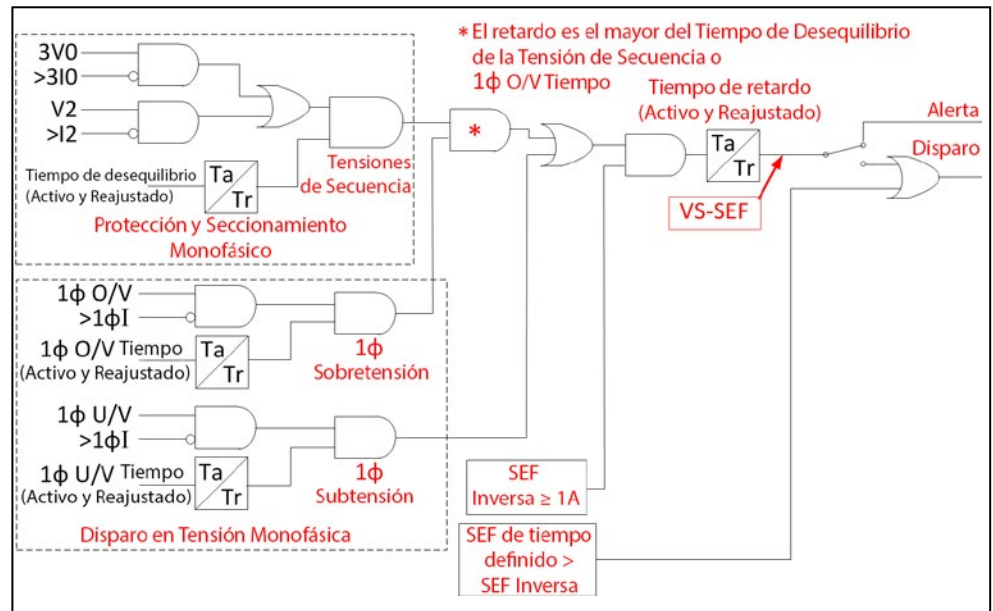 3V0
>3I0
V2
>I2
Tiempo de desequilibrio
(Activo y Reajustado)
Ta
Tr
Tensiones
de Secuencia
Protección y Seccionamiento
Monofásico
* El retardo es el mayor del Tiempo de Desequilibrio
de la Tensión de Secuencia o
1ϕ O/V Tiempo
*
Tiempo de retardo
(Activo y Reajustado)
Ta
Tr
Alerta
Disparo
VS-SEF
1ϕ O/V
>1ϕI
1ϕ O/V Tiempo
(Activo y Reajustado)
Ta
Tr
1ϕ
Sobretensión
1ϕ U/V
>1ϕI
1ϕ U/V Tiempo
(Activo y Reajustado)
Ta
Tr
1ϕ
Subtensión
Disparo en Tensión Monofásica
SEF
Inversa ≥ 1A
SEF de tiempo
definido >
SEF Inversa